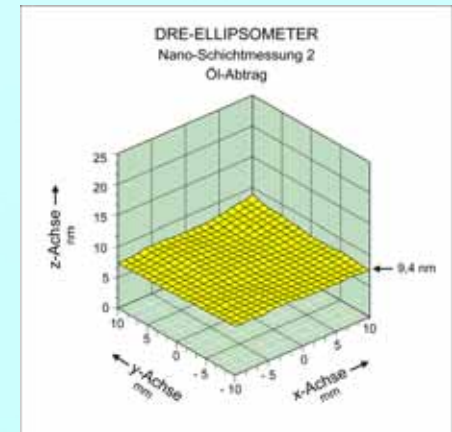 DRE-ELLIPSOMETER
Nano-Schichtmessung 2
Öl-Abtrag
25
20
15
10
5
0
z-Achse →
nm
← 9,4 nm
10
5
0
- 5
- 10
← y-Achse
mm
- 5
0
5
10
x-Achse →
mm